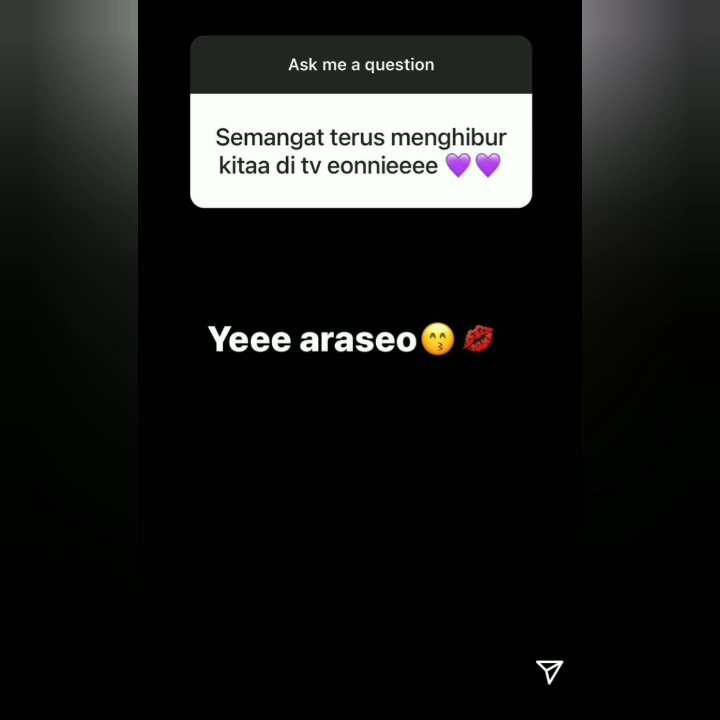 Ask me a question
Semangat terus menghibur
kitaa di tv eonnieeee 💜💜
Yeee araseo😙💋